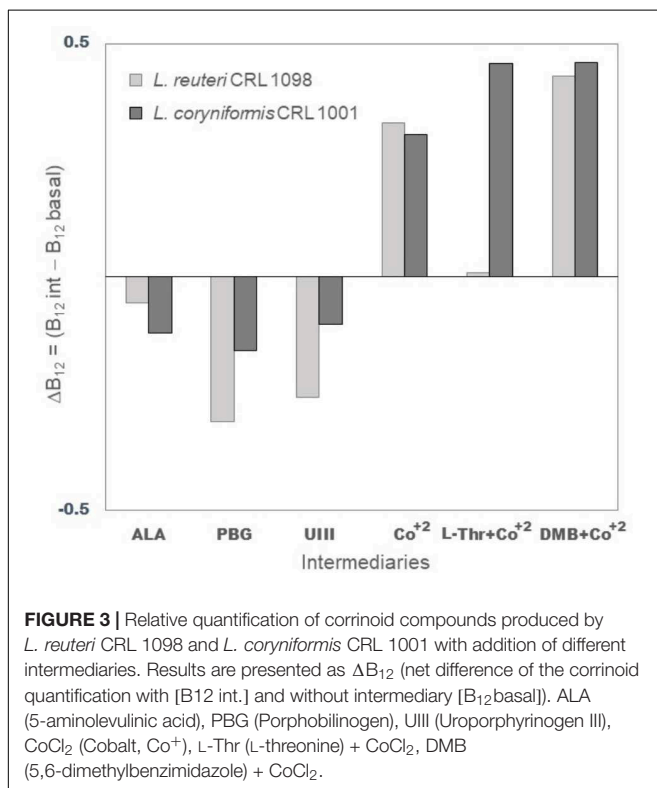 0.5
L. reuteri CRL 1098
L. coryniformis CRL 1001
ΔB12 = (B12 int – B12 basal)
-0.5
ALA PBG UIII Co+2 L-Thr+Co+2 DMB+Co+2
Intermediaries
FIGURE 3 | Relative quantification of corrinoid compounds produced by
L. reuteri CRL 1098 and L. coryniformis CRL 1001 with addition of different
intermediaries. Results are presented as ΔB12 (net difference of the corrinoid
quantification with [B12 int.] and without intermediary [B12basal]). ALA
(5-aminolevulinic acid), PBG (Porphobilinogen), UIII (Uroporphyrinogen III),
CoCl2 (Cobalt, Co+), L-Thr (L-threonine) + CoCl2, DMB
(5,6-dimethylbenzimidazole) + CoCl2.